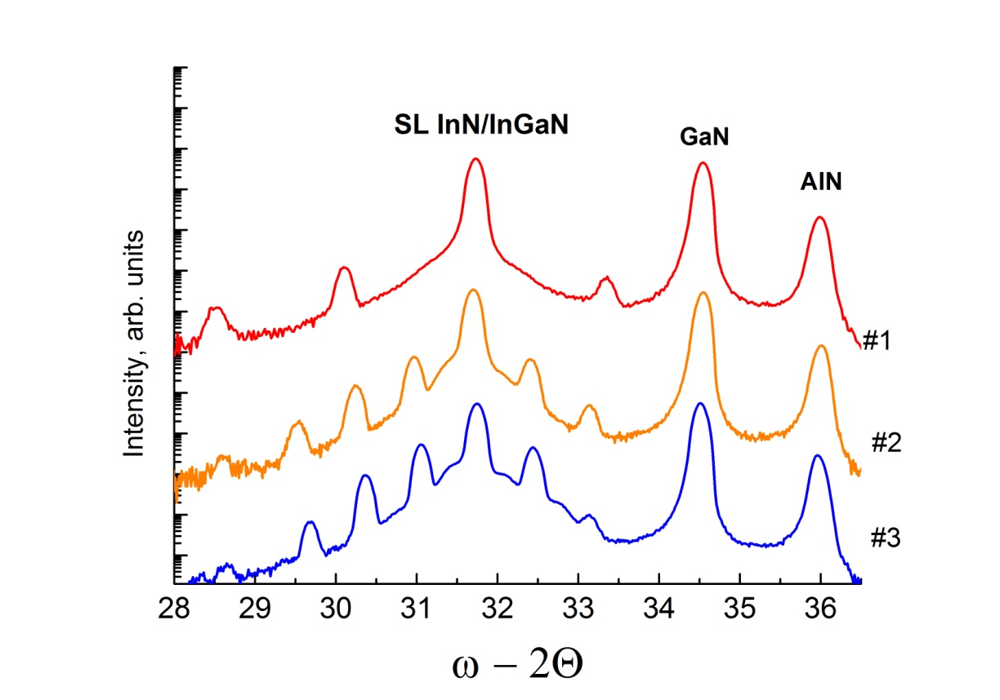 SL InN/InGaN
GaN
AlN
Intensity, arb. units
#1
#2
#3
28 29 30 31 32 33 34 35 36
ω – 2Θ